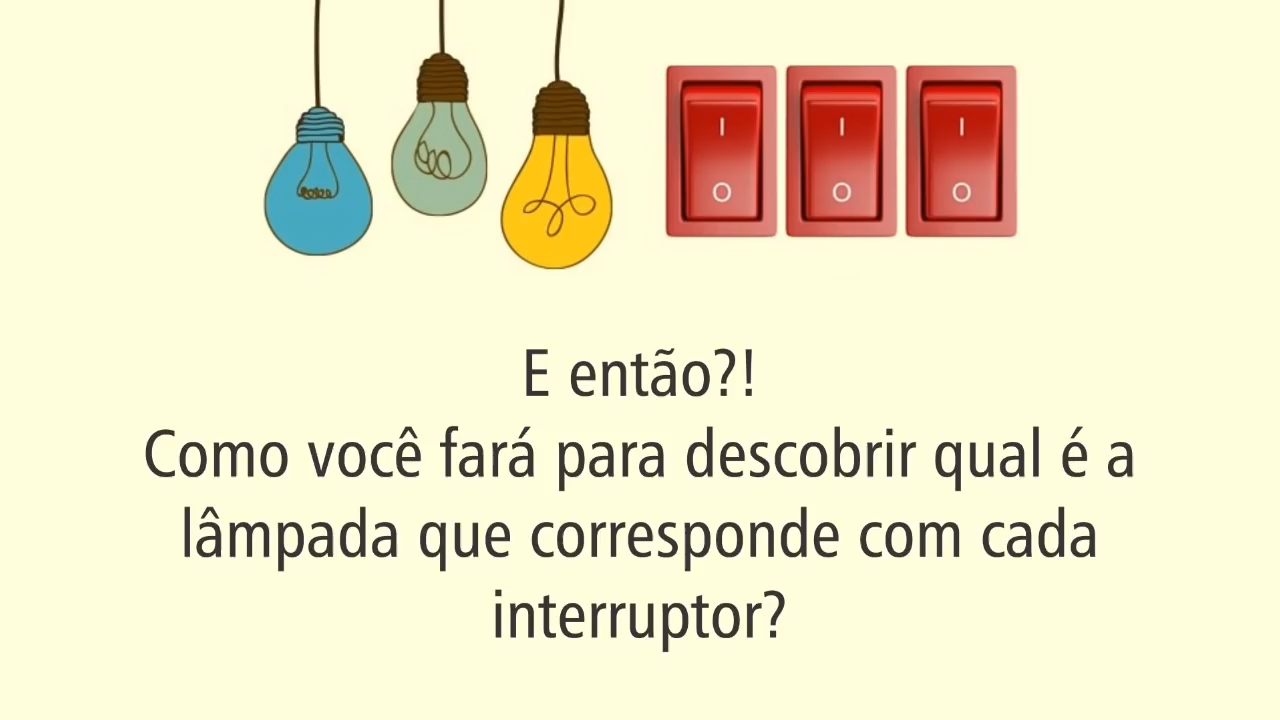 I I I
O O O
E então?!
Como você fará para descobrir qual é a
lâmpada que corresponde com cada
interruptor?